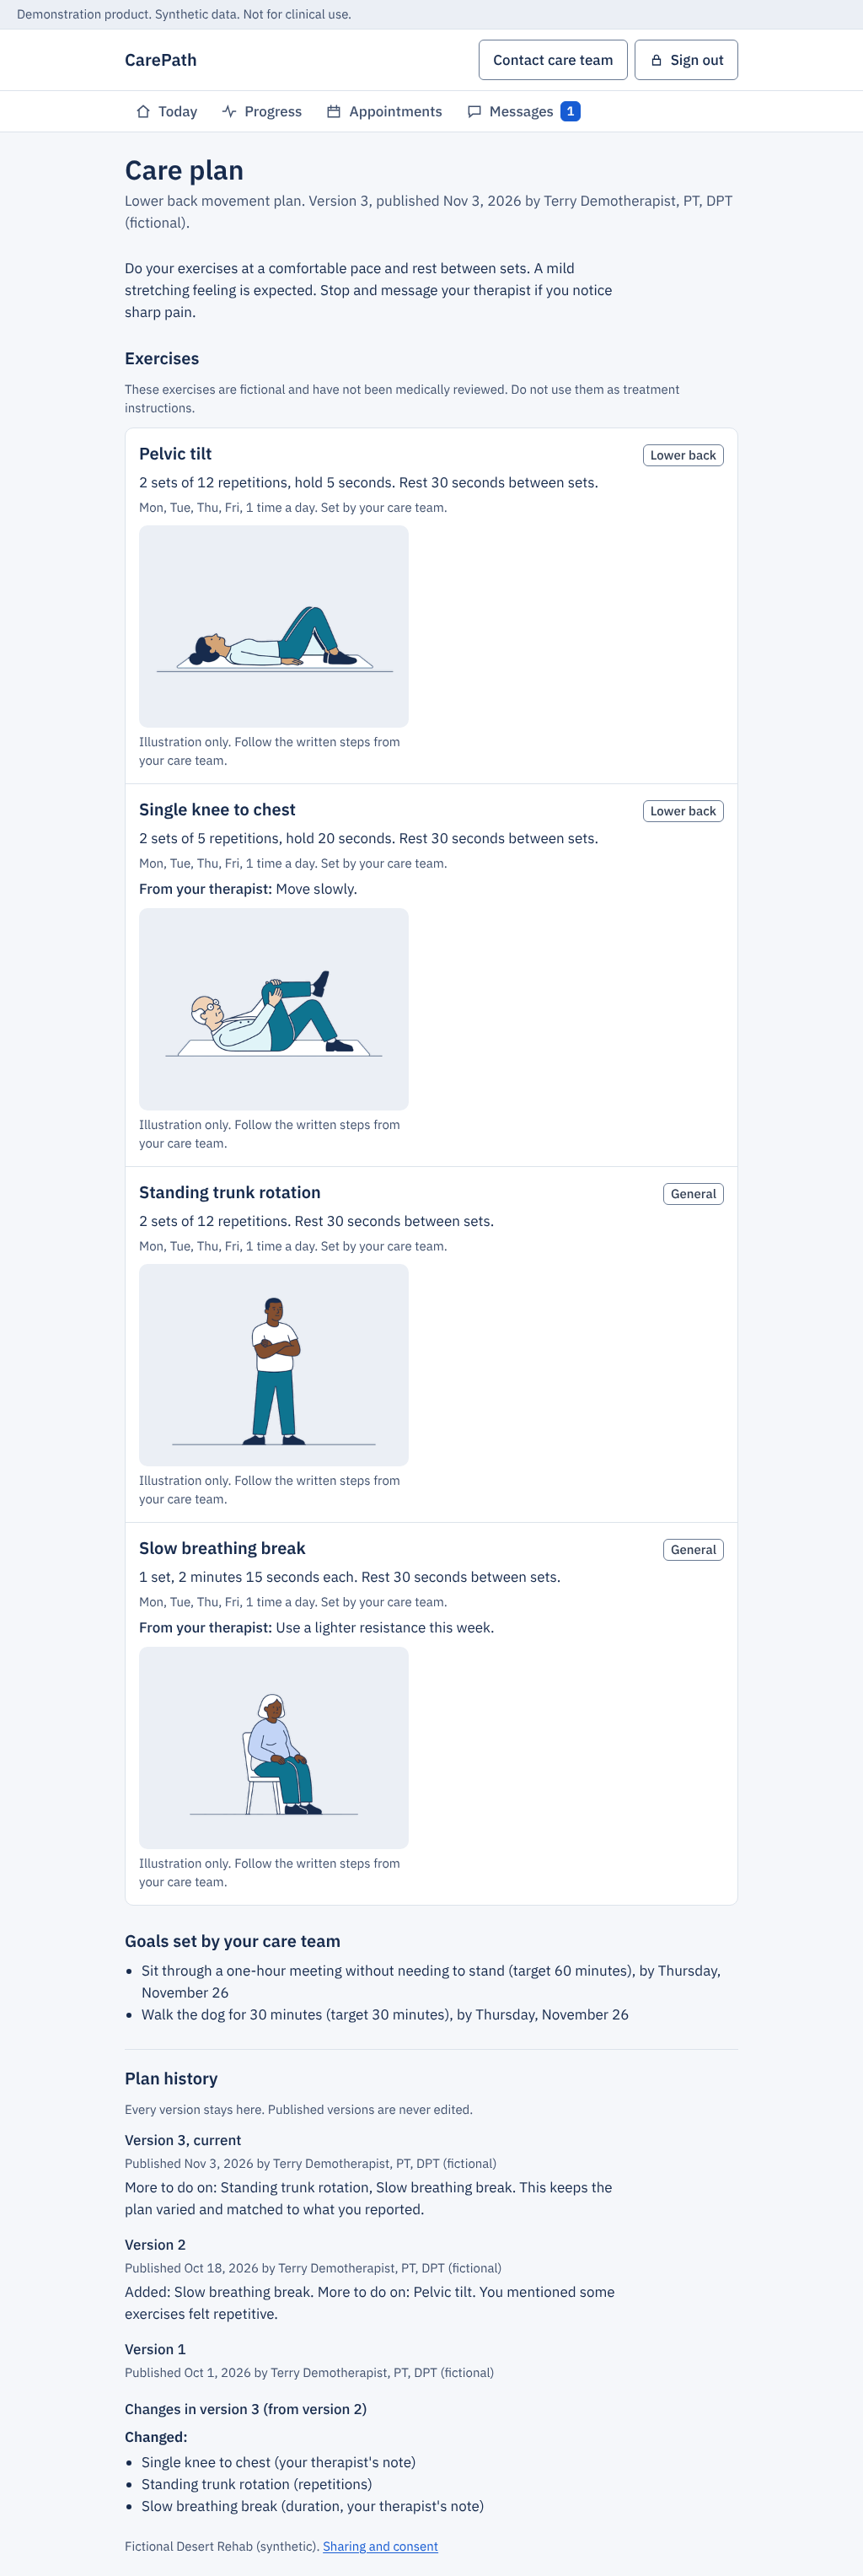 Demonstration product. Synthetic data. Not for clinical use.
CarePath
Contact care team
Sign out
Today
Progress
Appointments
Messages
1
Care plan
Lower back movement plan. Version 3, published Nov 3, 2026 by Terry Demotherapist, PT, DPT
(fictional).
Do your exercises at a comfortable pace and rest between sets. A mild
stretching feeling is expected. Stop and message your therapist if you notice
sharp pain.
Exercises
These exercises are fictional and have not been medically reviewed. Do not use them as treatment
instructions.
Pelvic tilt
Lower back
2 sets of 12 repetitions, hold 5 seconds. Rest 30 seconds between sets.
Mon, Tue, Thu, Fri, 1 time a day. Set by your care team.
Illustration only. Follow the written steps from
your care team.
Single knee to chest
Lower back
2 sets of 5 repetitions, hold 20 seconds. Rest 30 seconds between sets.
Mon, Tue, Thu, Fri, 1 time a day. Set by your care team.
From your therapist: Move slowly.
Illustration only. Follow the written steps from
your care team.
Standing trunk rotation
General
2 sets of 12 repetitions. Rest 30 seconds between sets.
Mon, Tue, Thu, Fri, 1 time a day. Set by your care team.
Illustration only. Follow the written steps from
your care team.
Slow breathing break
General
1 set, 2 minutes 15 seconds each. Rest 30 seconds between sets.
Mon, Tue, Thu, Fri, 1 time a day. Set by your care team.
From your therapist: Use a lighter resistance this week.
Illustration only. Follow the written steps from
your care team.
Goals set by your care team
• Sit through a one-hour meeting without needing to stand (target 60 minutes), by Thursday,
November 26
• Walk the dog for 30 minutes (target 30 minutes), by Thursday, November 26
Plan history
Every version stays here. Published versions are never edited.
Version 3, current
Published Nov 3, 2026 by Terry Demotherapist, PT, DPT (fictional)
More to do on: Standing trunk rotation, Slow breathing break. This keeps the
plan varied and matched to what you reported.
Version 2
Published Oct 18, 2026 by Terry Demotherapist, PT, DPT (fictional)
Added: Slow breathing break. More to do on: Pelvic tilt. You mentioned some
exercises felt repetitive.
Version 1
Published Oct 1, 2026 by Terry Demotherapist, PT, DPT (fictional)
Changes in version 3 (from version 2)
Changed:
• Single knee to chest (your therapist's note)
• Standing trunk rotation (repetitions)
• Slow breathing break (duration, your therapist's note)
Fictional Desert Rehab (synthetic). Sharing and consent